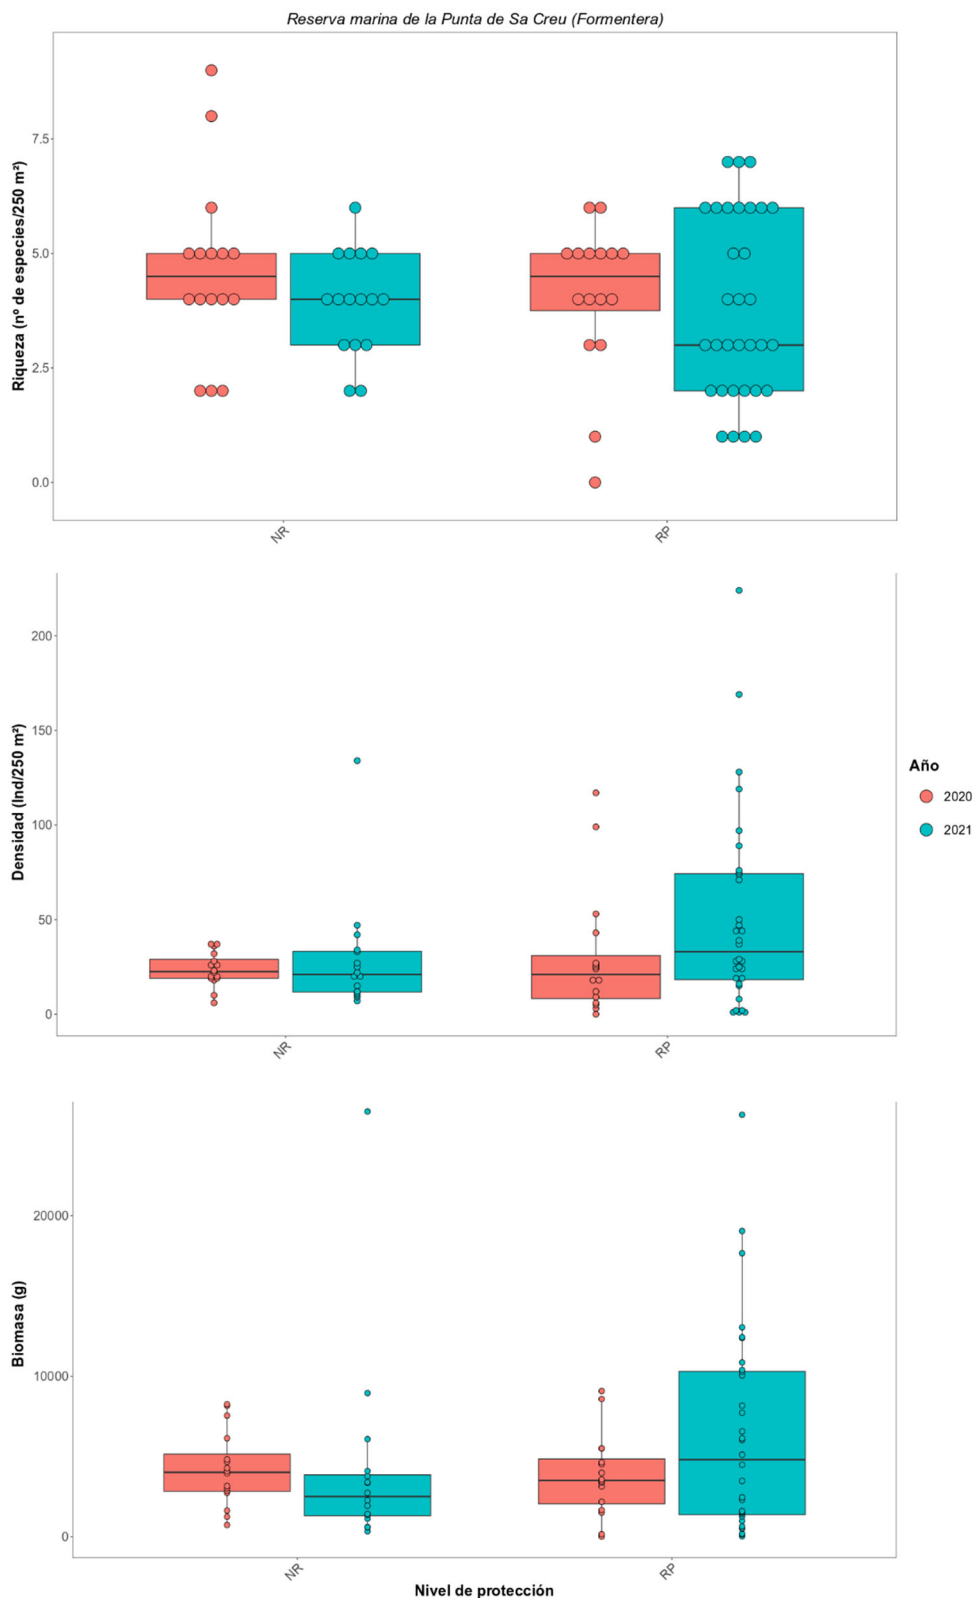 Reserva marina de la Punta de Sa Creu (Formentera)
Riqueza (nº de especies/250 m²)
7.5
5.0
2.5
0.0
NR
RP
Densidad (Ind/250 m²)
200
150
100
50
0
NR
RP
Año
2020
2021
Biomasa (g)
20000
10000
0
NR
RP
Nivel de protección